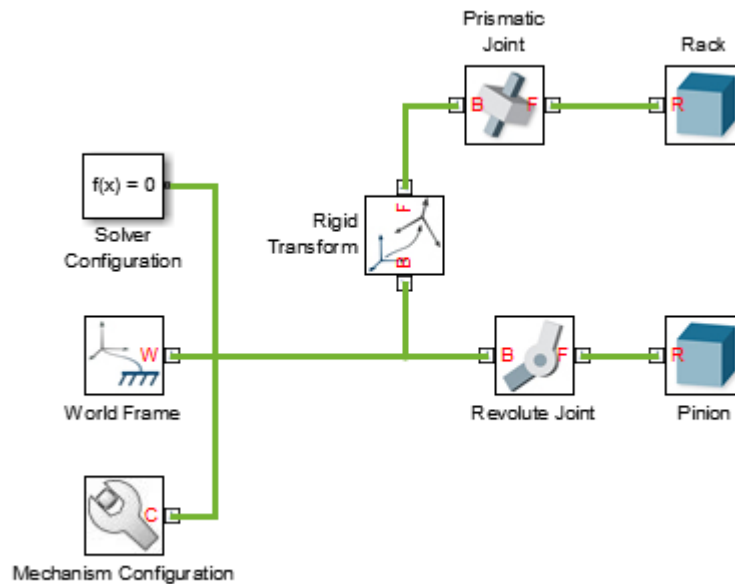 Prismatic
Joint
Rack
B
F
R
f(x) = 0
Solver
Configuration
Rigid
Transform
F
B
W
World Frame
B
F
Revolute Joint
R
Pinion
C
Mechanism Configuration